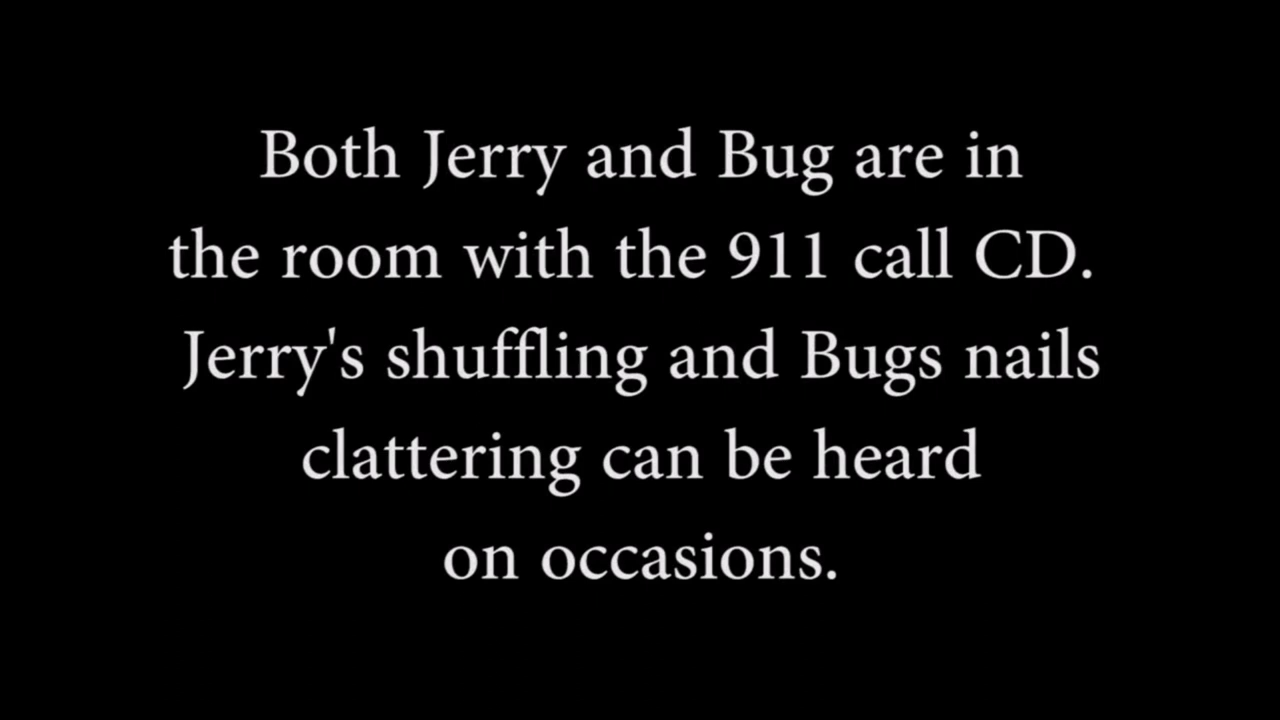 Both Jerry and Bug are in
the room with the 911 call CD.
Jerry's shuffling and Bugs nails
clattering can be heard
on occasions.